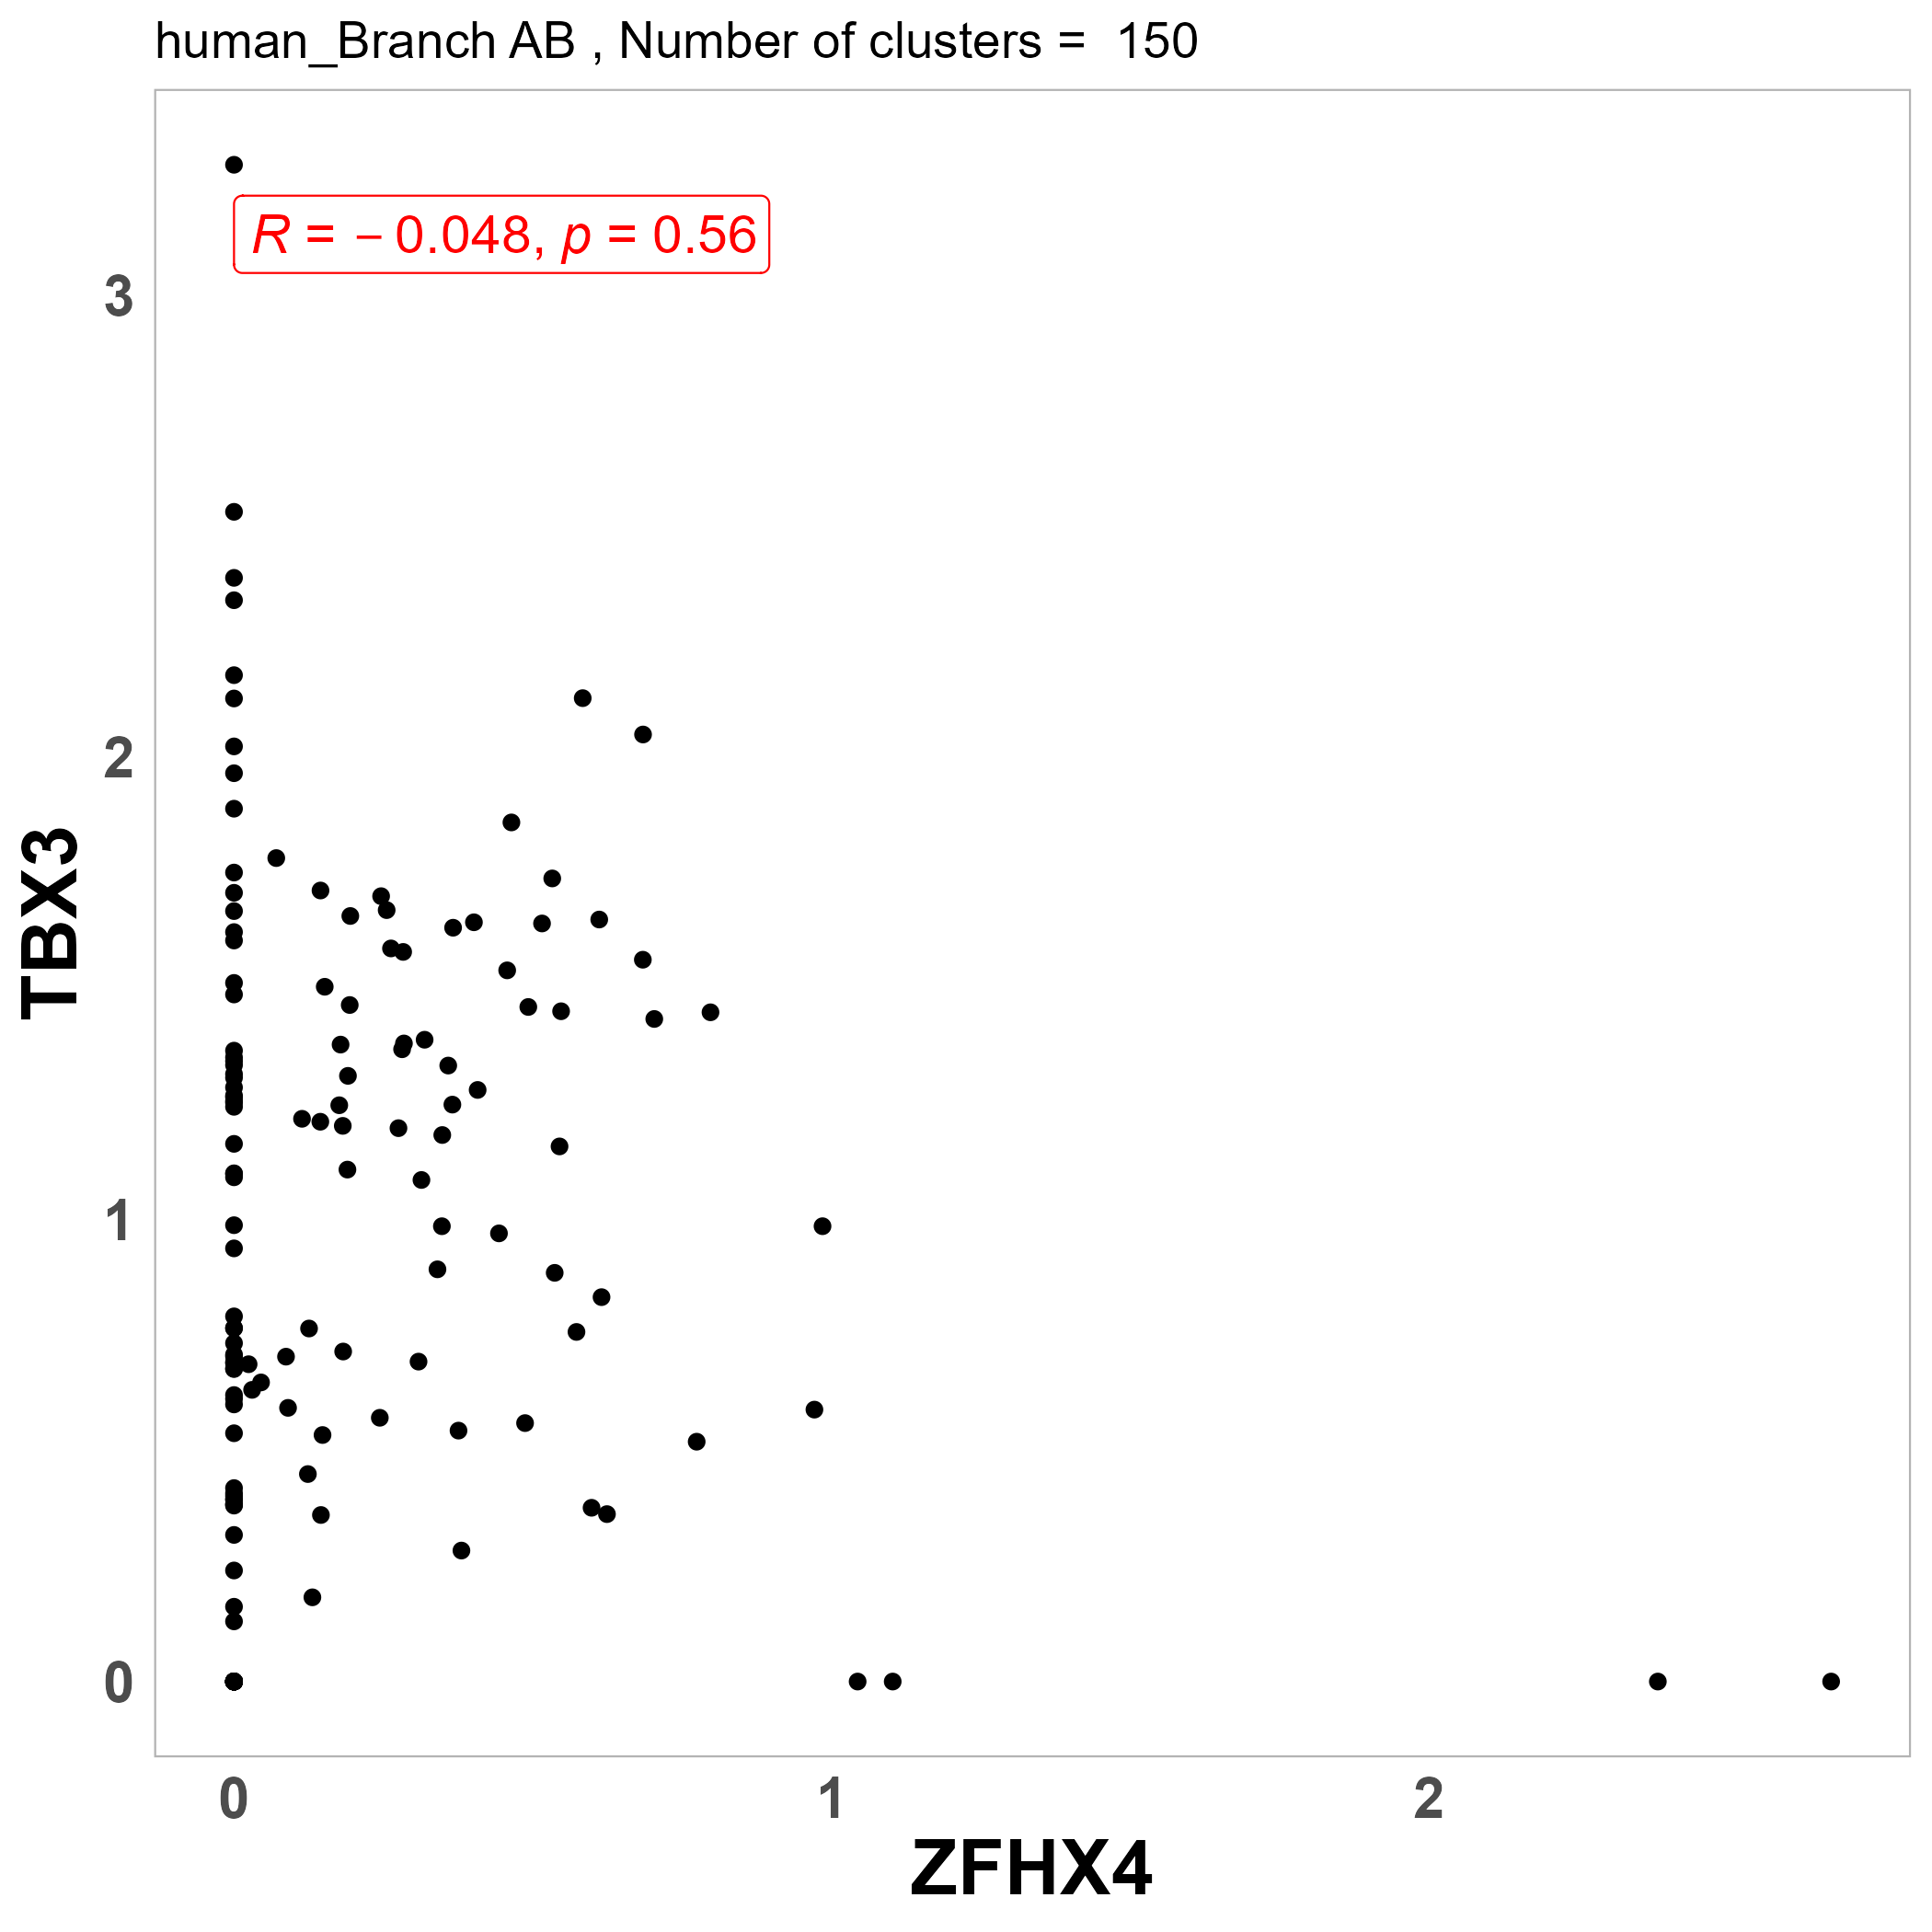 human_Branch AB , Number of clusters =  150
R = − 0.048, p = 0.56
3
2
1
0
TBX3
0 1 2
ZFHX4